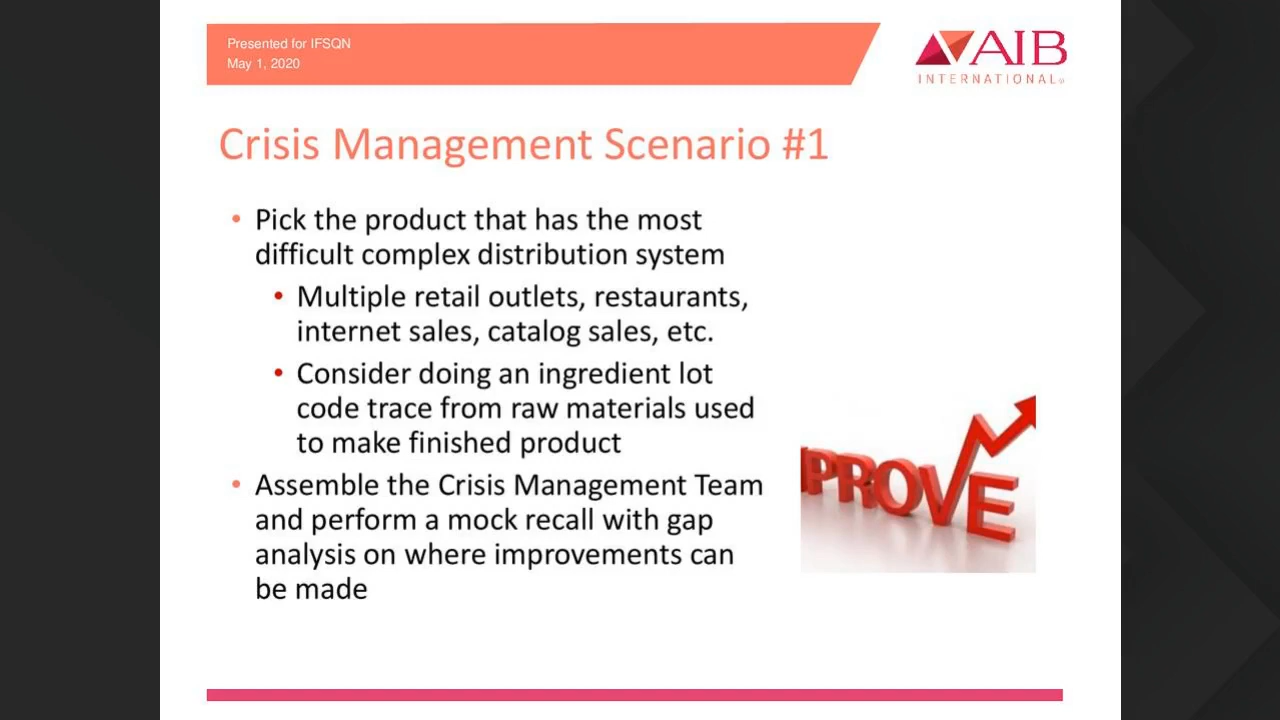 Presented for IFSQN
May 1, 2020
AIB
INTERNATIONAL®
Crisis Management Scenario #1
• Pick the product that has the most
difficult complex distribution system
• Multiple retail outlets, restaurants,
internet sales, catalog sales, etc.
• Consider doing an ingredient lot
code trace from raw materials used
to make finished product
• Assemble the Crisis Management Team
and perform a mock recall with gap
analysis on where improvements can
be made
PROVE